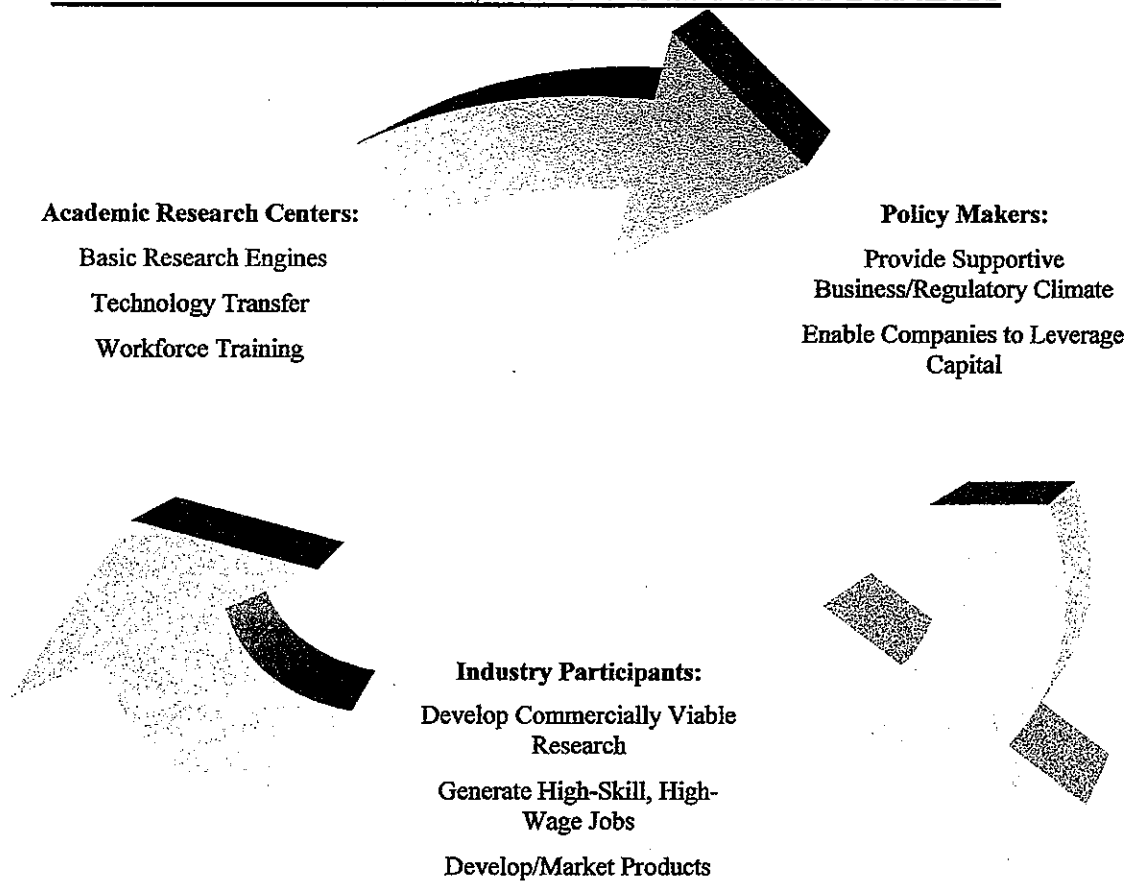 Academic Research Centers:
Basic Research Engines
Technology Transfer
Workforce Training
Policy Makers:
Provide Supportive
Business/Regulatory Climate
Enable Companies to Leverage
Capital
Industry Participants:
Develop Commercially Viable
Research
Generate High-Skill, High-
Wage Jobs
Develop/Market Products